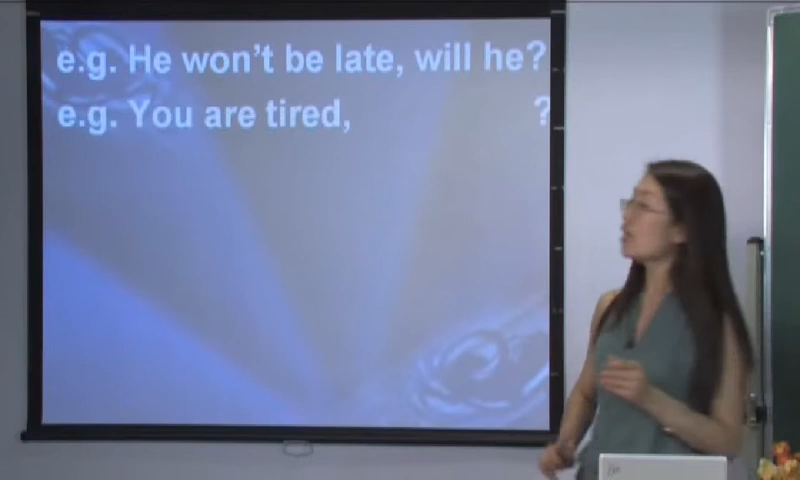 e.g. He won't be late, will he?
e.g. You are tired, ?